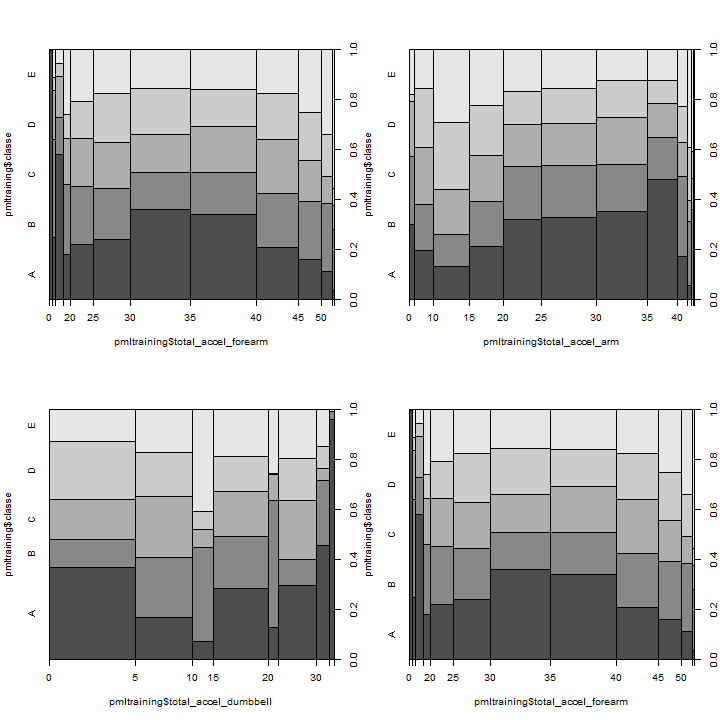 pmltraining$classe
A B C D E
0.0 0.2 0.4 0.6 0.8 1.0
0 20 25 30 35 40 45 50
pmltraining$total_accel_forearm
pmltraining$classe
A B C D E
0.0 0.2 0.4 0.6 0.8 1.0
0 10 15 20 25 30 35 40
pmltraining$total_accel_arm
pmltraining$classe
A B C D E
0.0 0.2 0.4 0.6 0.8 1.0
0 5 10 15 20 30
pmltraining$total_accel_dumbbell
pmltraining$classe
A B C D E
0.0 0.2 0.4 0.6 0.8 1.0
0 20 25 30 35 40 45 50
pmltraining$total_accel_forearm